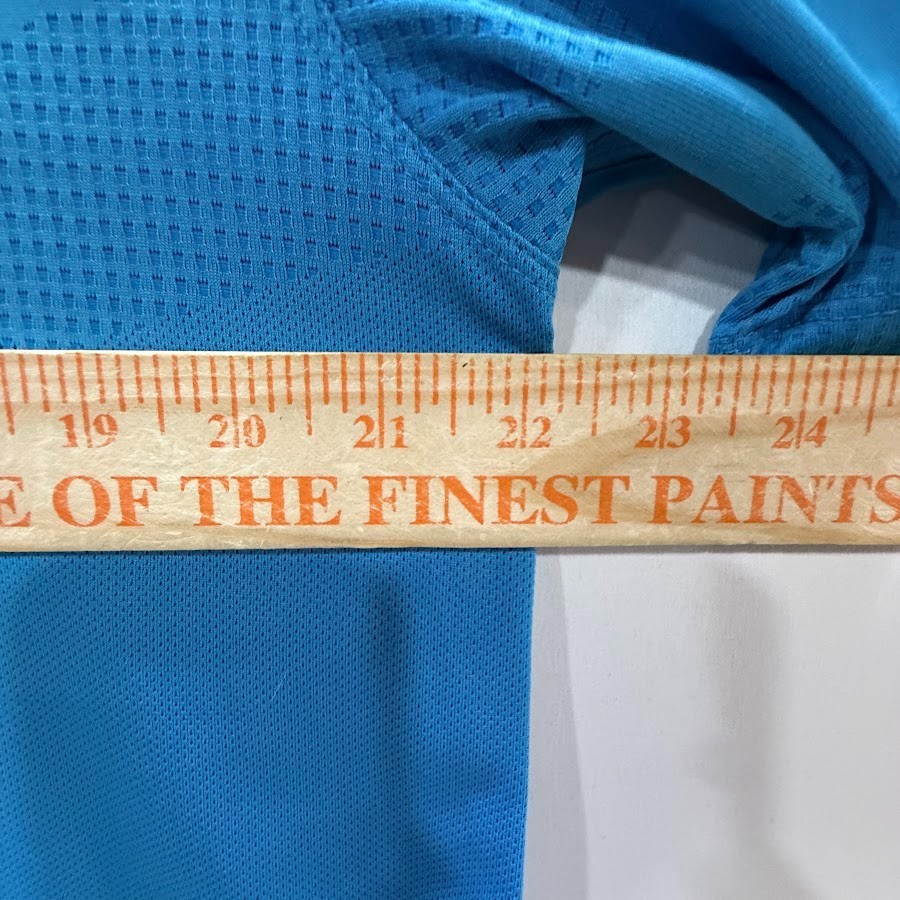 19 20 21 22 23 24
E OF THE FINEST PAINTS